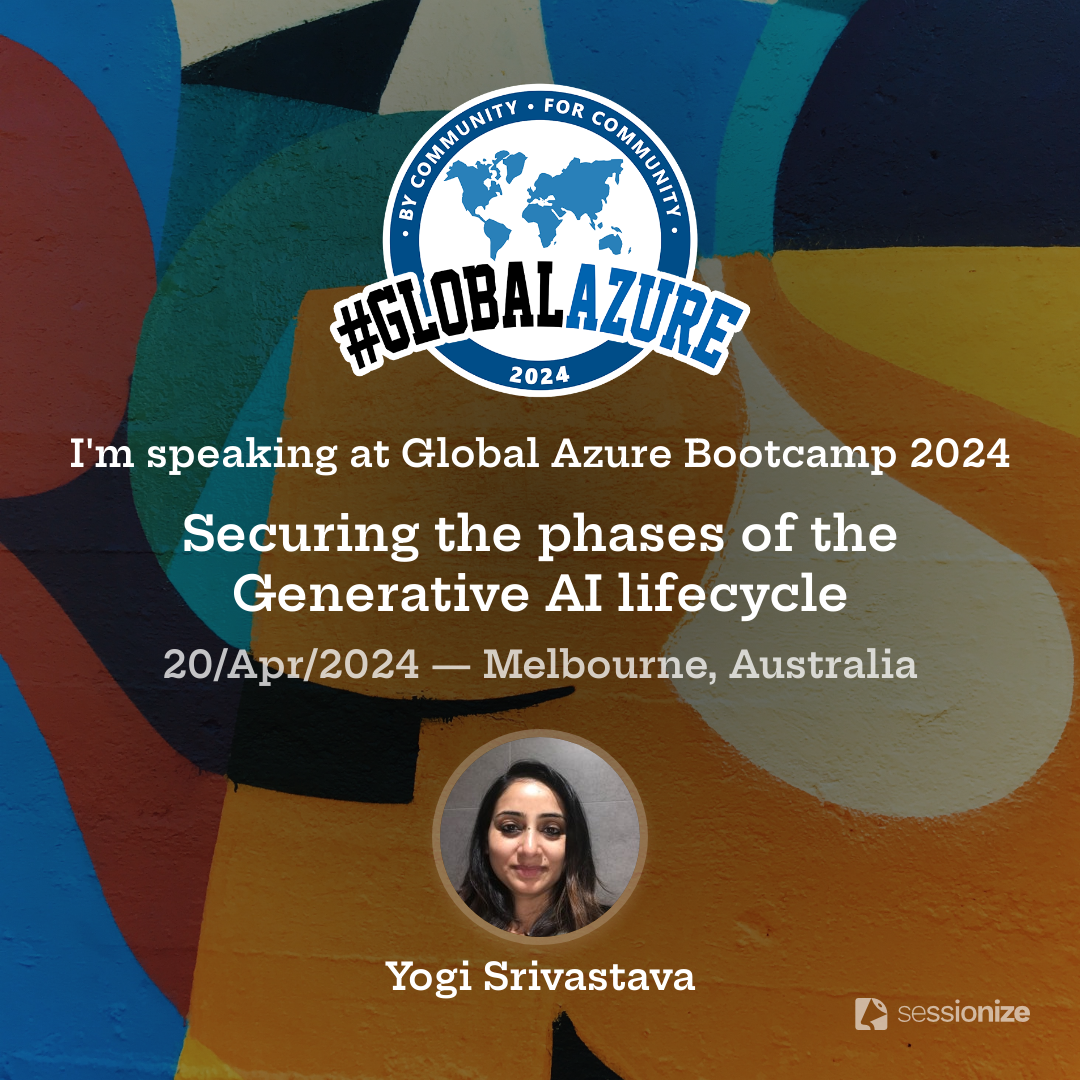 • BY COMMUNITY • FOR COMMUNITY •
#GLOBALAZURE
2024
I'm speaking at Global Azure Bootcamp 2024
Securing the phases of the
Generative AI lifecycle
20/Apr/2024 — Melbourne, Australia
Yogi Srivastava
sessionize